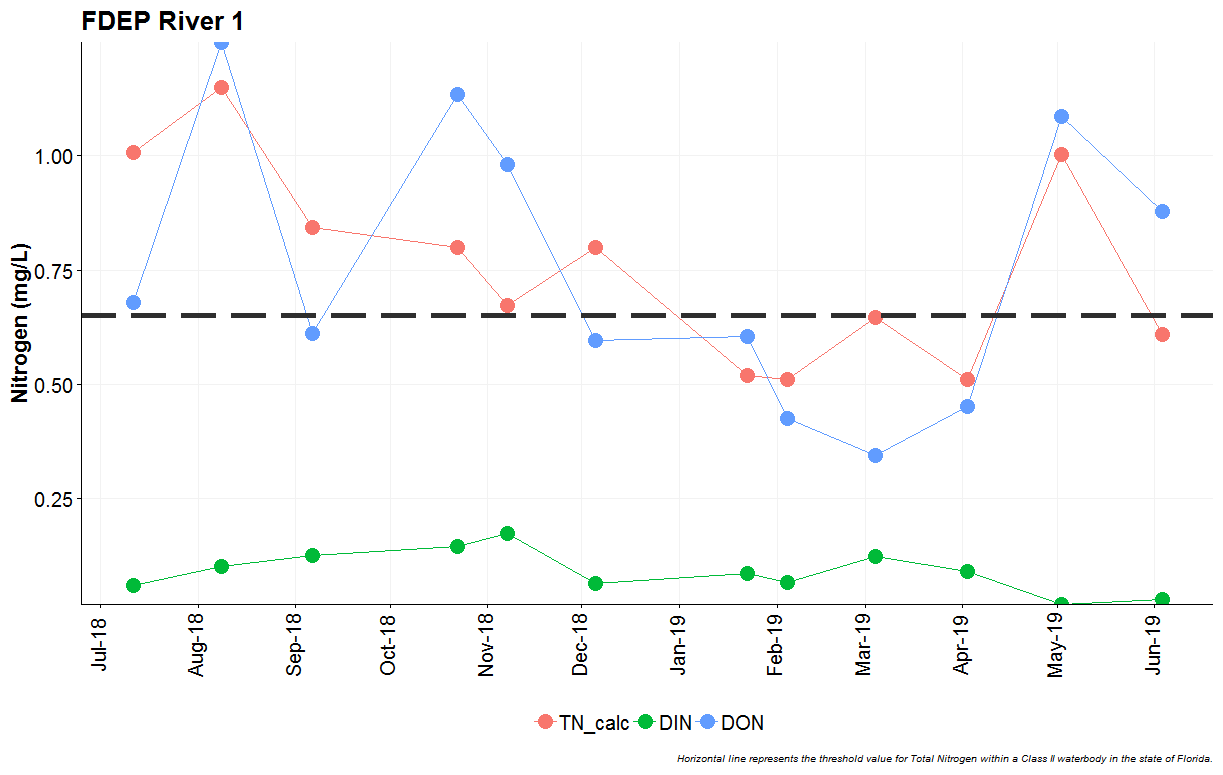 FDEP River 1
Nitrogen (mg/L)
1.00
0.75
0.50
0.25
Jul-18 Aug-18 Sep-18 Oct-18 Nov-18 Dec-18 Jan-19 Feb-19 Mar-19 Apr-19 May-19 Jun-19
TN_calc DIN DON
Horizontal line represents the threshold value for Total Nitrogen within a Class II waterbody in the state of Florida.